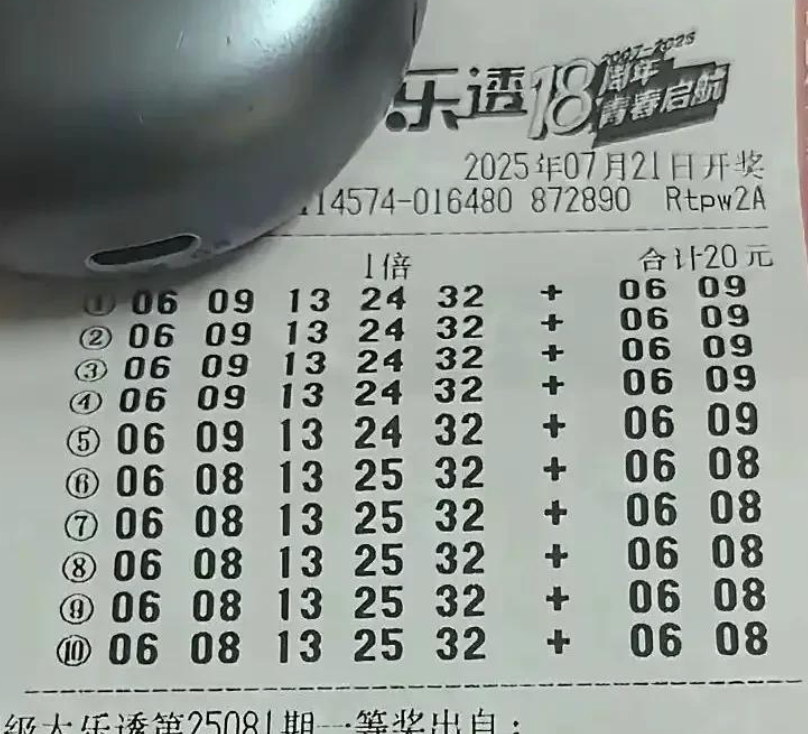 乐透18周年
2007-2025
青春启航
2025年07月21日开奖
114574-016480 872890 Rtpw2A
1倍 合计20元
① 06 09 13 24 32 + 06 09
② 06 09 13 24 32 + 06 09
③ 06 09 13 24 32 + 06 09
④ 06 09 13 24 32 + 06 09
⑤ 06 09 13 24 32 + 06 09
⑥ 06 08 13 25 32 + 06 08
⑦ 06 08 13 25 32 + 06 08
⑧ 06 08 13 25 32 + 06 08
⑨ 06 08 13 25 32 + 06 08
⑩ 06 08 13 25 32 + 06 08
级大乐透第25081期一等奖出自: